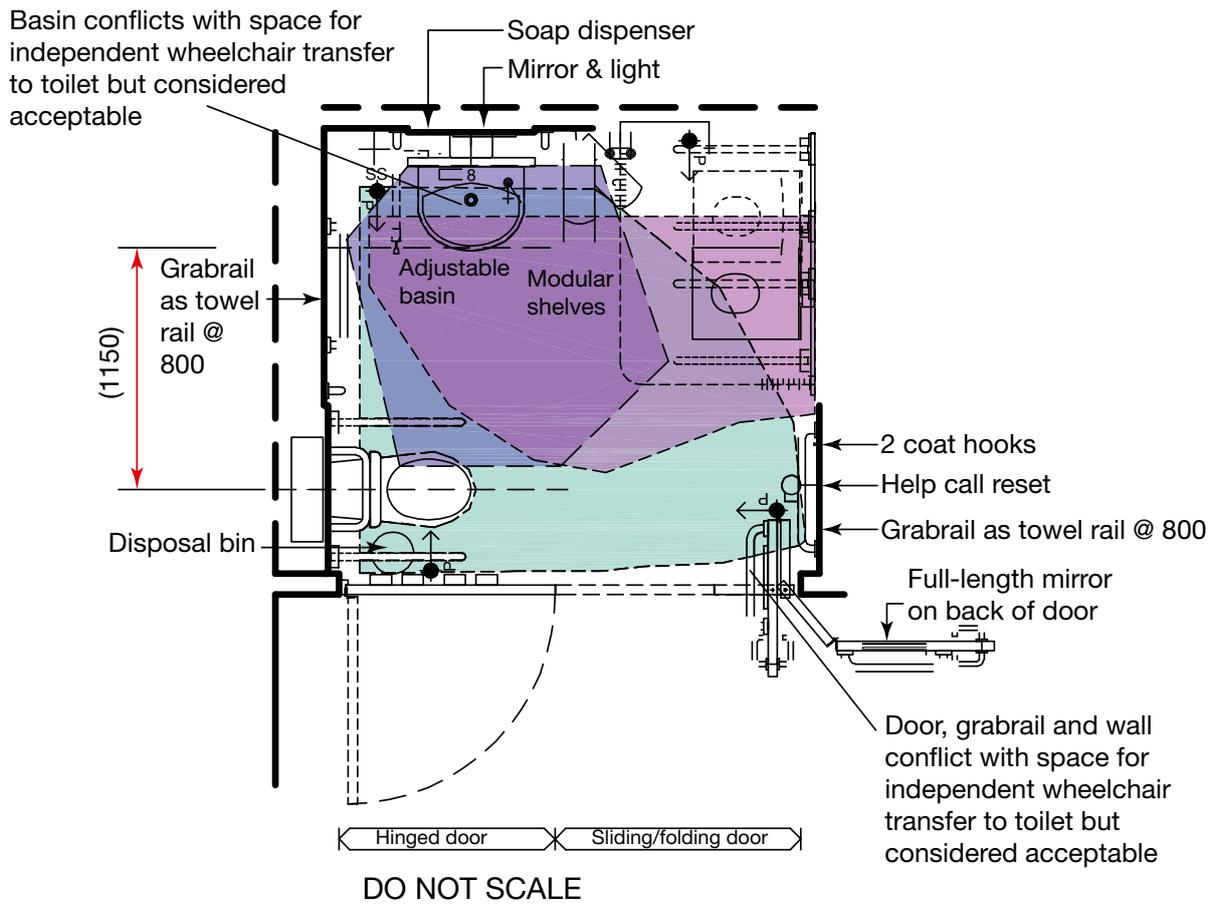 Basin conflicts with space for
independent wheelchair transfer
to toilet but considered
acceptable
Soap dispenser
Mirror & light
SS
P
8
P
Grabrail
as towel
rail @
800
(1150)
Adjustable
basin
Modular
shelves
2 coat hooks
Help call reset
P
Grabrail as towel rail @ 800
Disposal bin
P
Full-length mirror
on back of door
Door, grabrail and wall
conflict with space for
independent wheelchair
transfer to toilet but
considered acceptable
Hinged door
Sliding/folding door
DO NOT SCALE